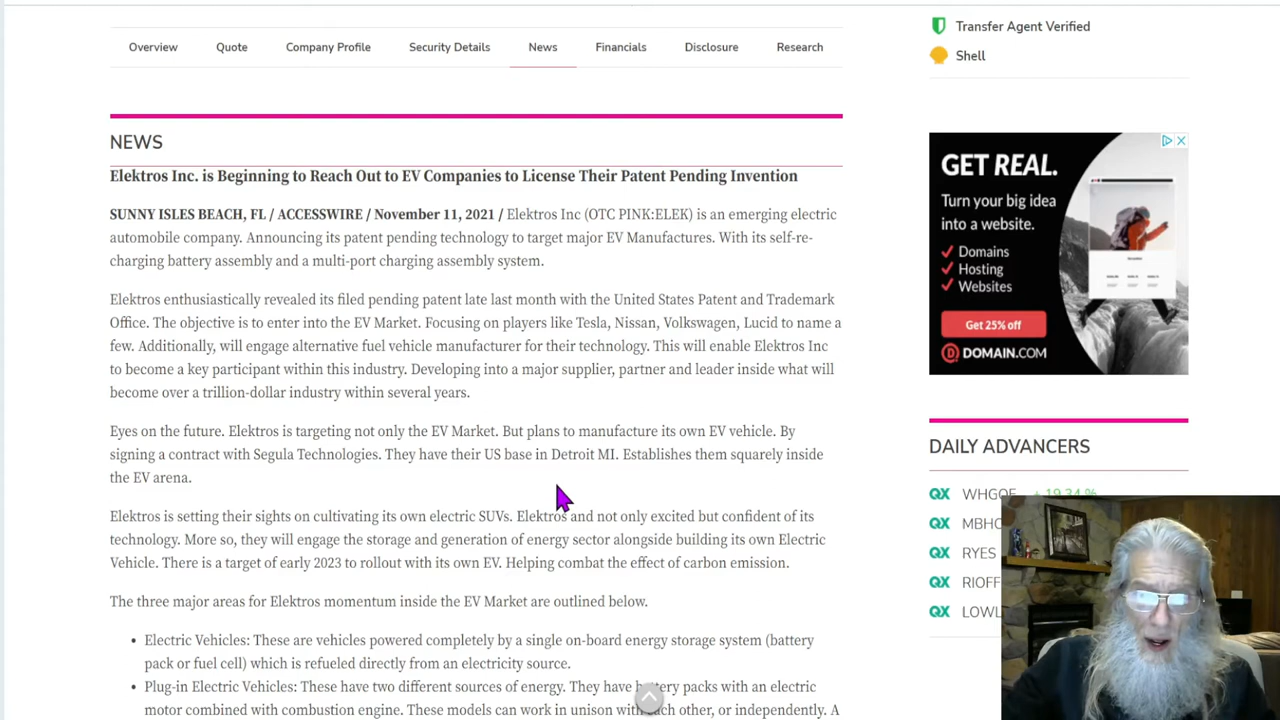 Transfer Agent Verified
Shell
Overview Quote Company Profile Security Details News Financials Disclosure Research
NEWS
Elektros Inc. is Beginning to Reach Out to EV Companies to License Their Patent Pending Invention
SUNNY ISLES BEACH, FL / ACCESSWIRE / November 11, 2021 / Elektros Inc (OTC PINK:ELEK) is an emerging electric
automobile company. Announcing its patent pending technology to target major EV Manufactures. With its self-re-
charging battery assembly and a multi-port charging assembly system.
Elektros enthusiastically revealed its filed pending patent late last month with the United States Patent and Trademark
Office. The objective is to enter into the EV Market. Focusing on players like Tesla, Nissan, Volkswagen, Lucid to name a
few. Additionally, will engage alternative fuel vehicle manufacturer for their technology. This will enable Elektros Inc
to become a key participant within this industry. Developing into a major supplier, partner and leader inside what will
become over a trillion-dollar industry within several years.
Eyes on the future. Elektros is targeting not only the EV Market. But plans to manufacture its own EV vehicle. By
signing a contract with Segula Technologies. They have their US base in Detroit MI. Establishes them squarely inside
the EV arena.
Elektros is setting their sights on cultivating its own electric SUVs. Elektros and not only excited but confident of its
technology. More so, they will engage the storage and generation of energy sector alongside building its own Electric
Vehicle. There is a target of early 2023 to rollout with its own EV. Helping combat the effect of carbon emission.
The three major areas for Elektros momentum inside the EV Market are outlined below.
• Electric Vehicles: These are vehicles powered completely by a single on-board energy storage system (battery
pack or fuel cell) which is refueled directly from an electricity source.
• Plug-in Electric Vehicles: These have two different sources of energy. They have battery packs with an electric
motor combined with combustion engine. These models can work in unison with each other, or independently. A
GET REAL.
Turn your big idea
into a website.
Domains
Hosting
Websites
Get 25% off
DOMAIN.COM
DAILY ADVANCERS
QX WHGOF + 19.34 %
QX MBHC
QX RYES
QX RIOFF
QX LOWL